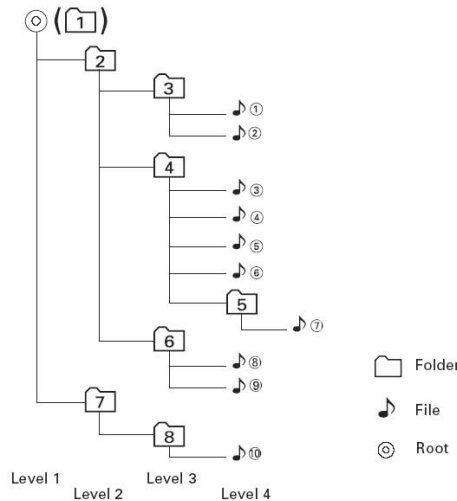 (1)
2
3
①
②
4
③
④
⑤
⑥
5
⑦
6
⑧
⑨
7
8
⑩
Folder
File
Root
Level 1
Level 2
Level 3
Level 4